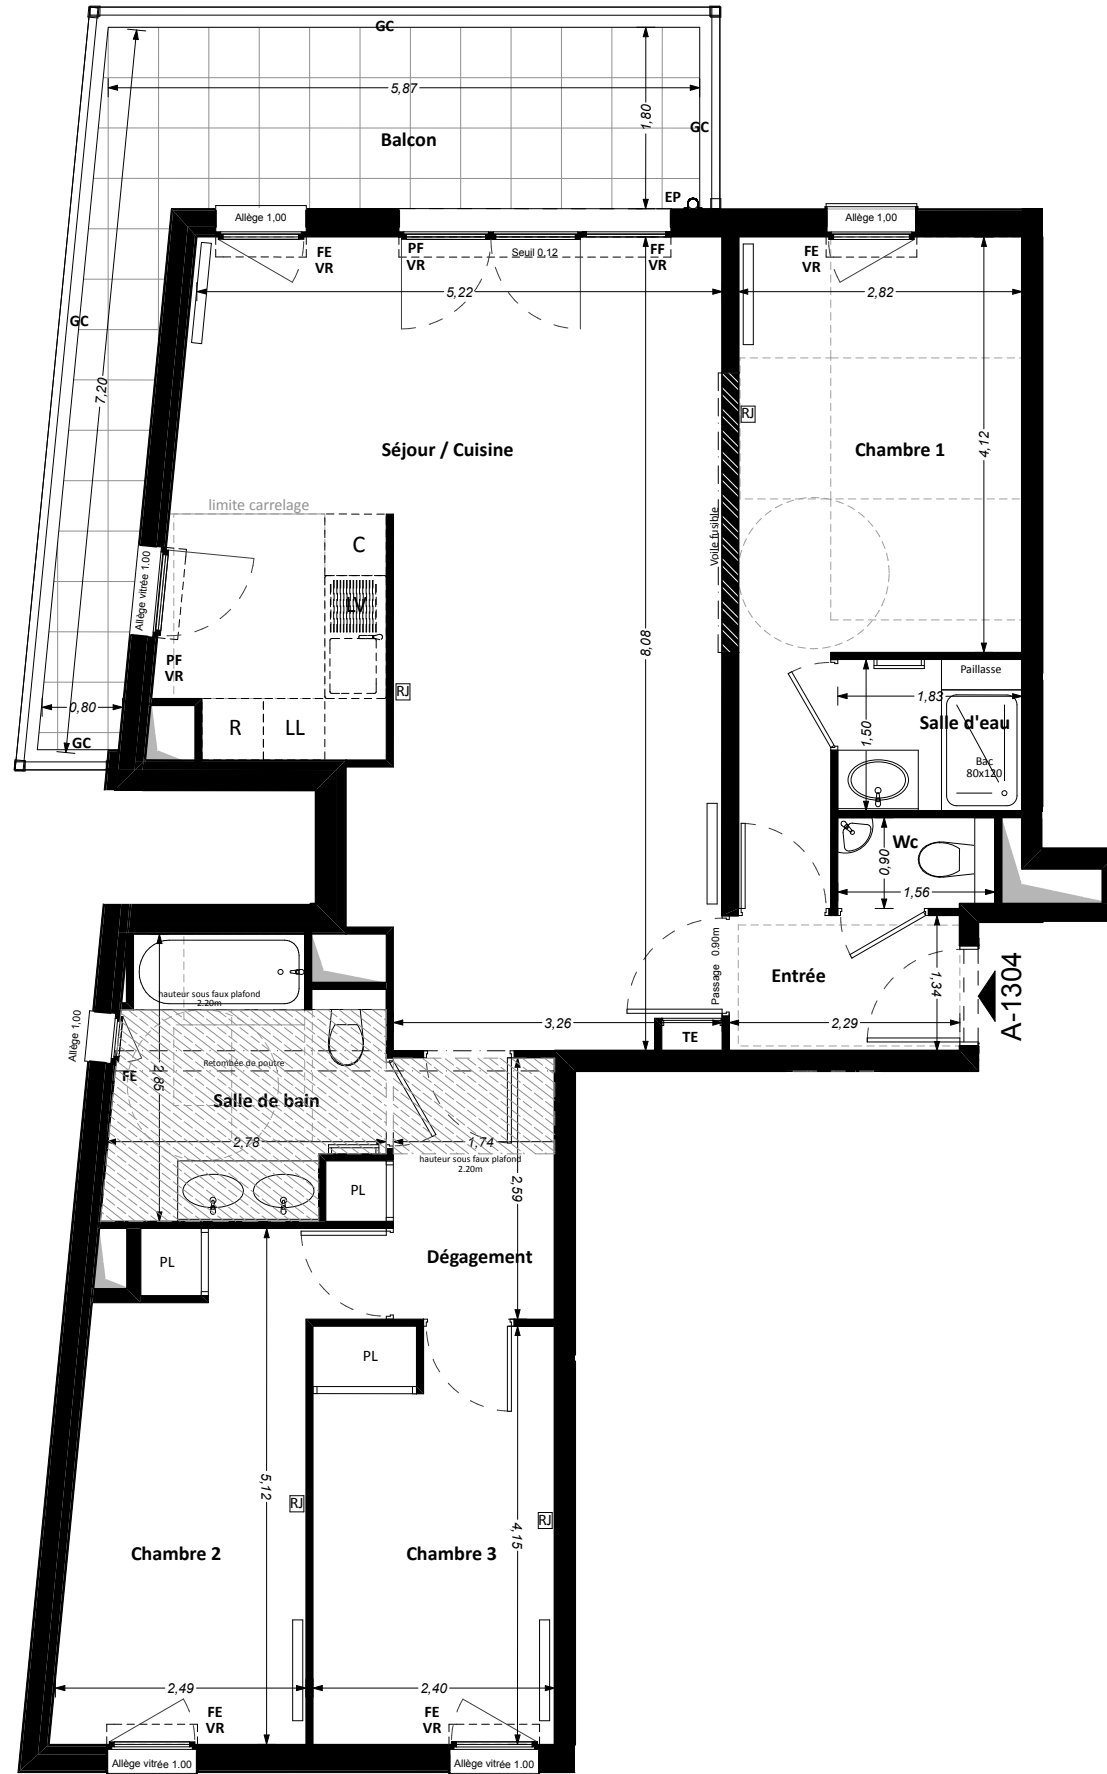 GC
5,87
1,80
Balcon
GC
EP
Allège 1,00
Allège 1,00
FE
VR
PF
VR
Seuil 0,12
FF
VR
FE
VR
5,22
2,82
GC
7,20
Séjour / Cuisine
RJ
Chambre 1
4,12
limite carrelage
Voile fusible
C
LV
Allège vitrée 1.00
PF
VR
8,08
RJ
0,80
GC
R
LL
Paillasse
1,83
1,50
Salle d'eau
Bac
80x120
Wc
0,90
1,56
Passage 0.90m
Entrée
1,34
A-1304
hauteur sous faux plafond
2.20m
3,26
2,29
TE
Allège 1,00
FE
Retombée de poutre
2,85
Salle de bain
2,78
1,74
hauteur sous faux plafond
2.20m
PL
2,59
PL
Dégagement
PL
5,12
RJ
4,15
RJ
Chambre 2
Chambre 3
2,49
2,40
FE
VR
FE
VR
Allège vitrée 1.00
Allège vitrée 1.00